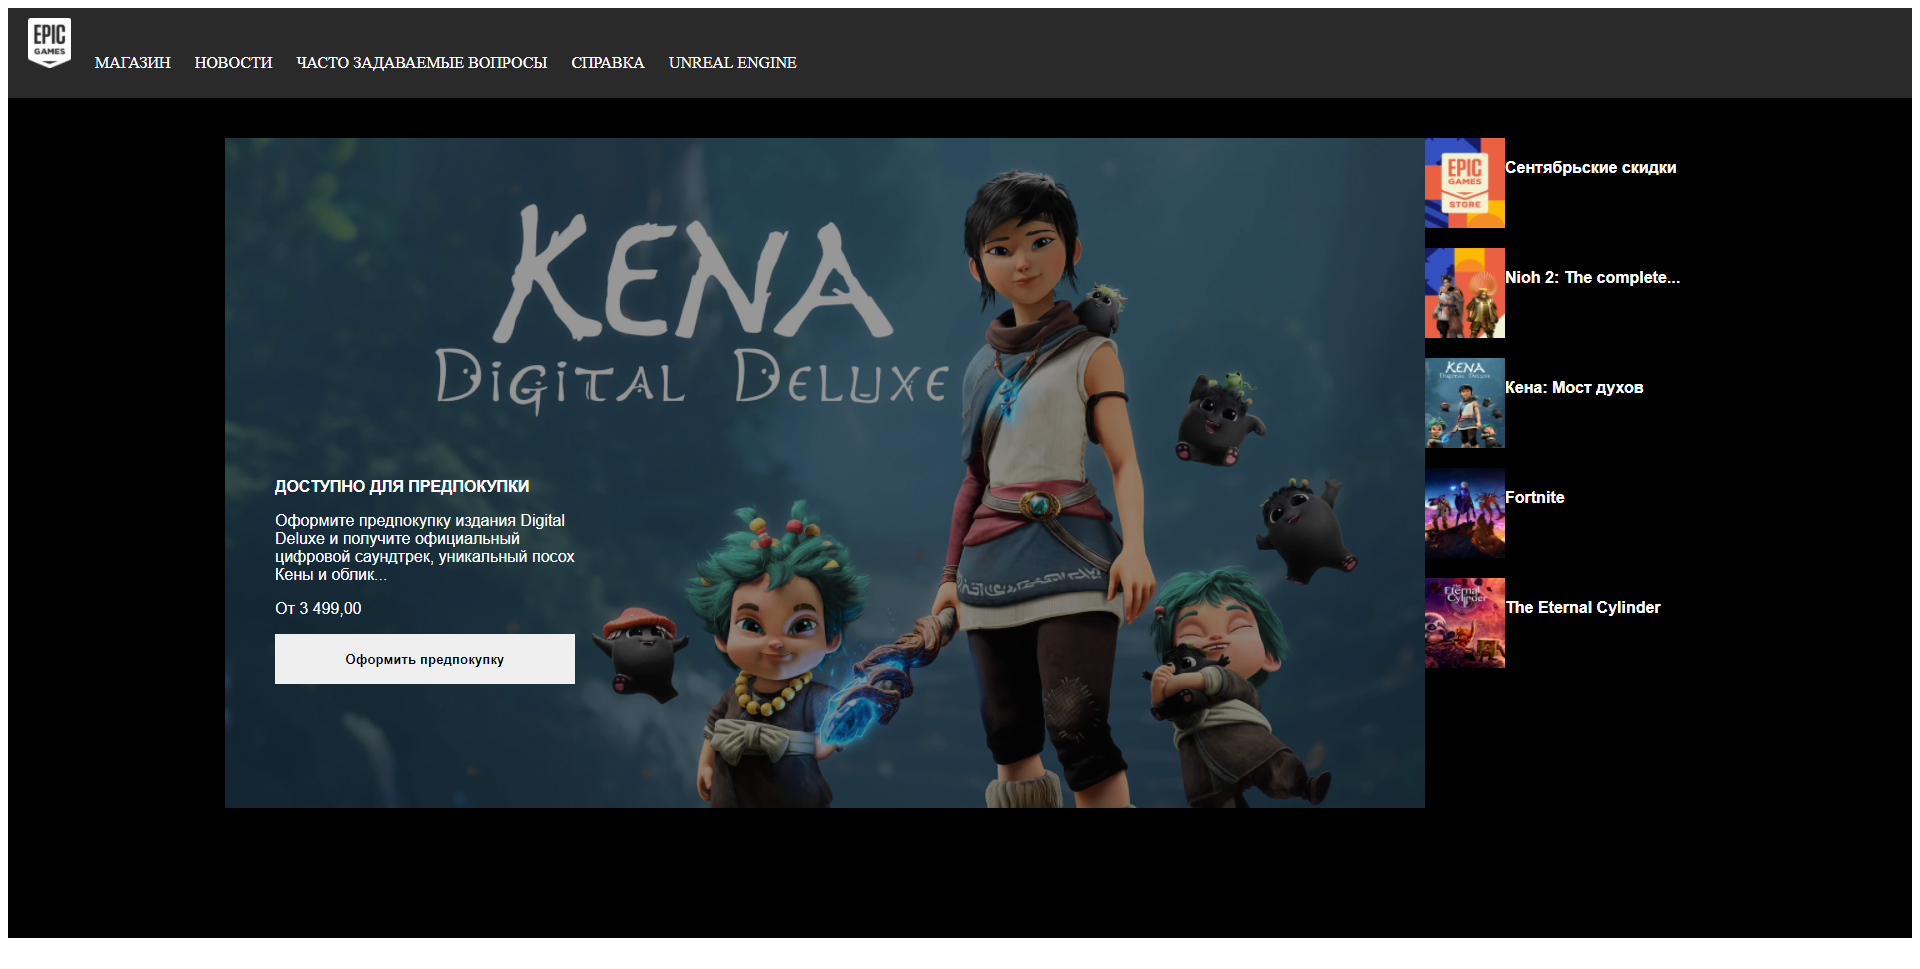 EPIC
GAMES
МАГАЗИН НОВОСТИ ЧАСТО ЗАДАВАЕМЫЕ ВОПРОСЫ СПРАВКА UNREAL ENGINE
KENA
DIGITAL DELUXE
ДОСТУПНО ДЛЯ ПРЕДПОКУПКИ
Оформите предпокупку издания Digital
Deluxe и получите официальный
цифровой саундтрек, уникальный посох
Кены и облик...
От 3 499,00
Оформить предпокупку
EPIC
GAMES
STORE
Сентябрьские скидки
Nioh 2: The complete...
KENA
DIGITAL DELUXE
Кена: Мост духов
Fortnite
The Eternal Cylinder
The Eternal Cylinder